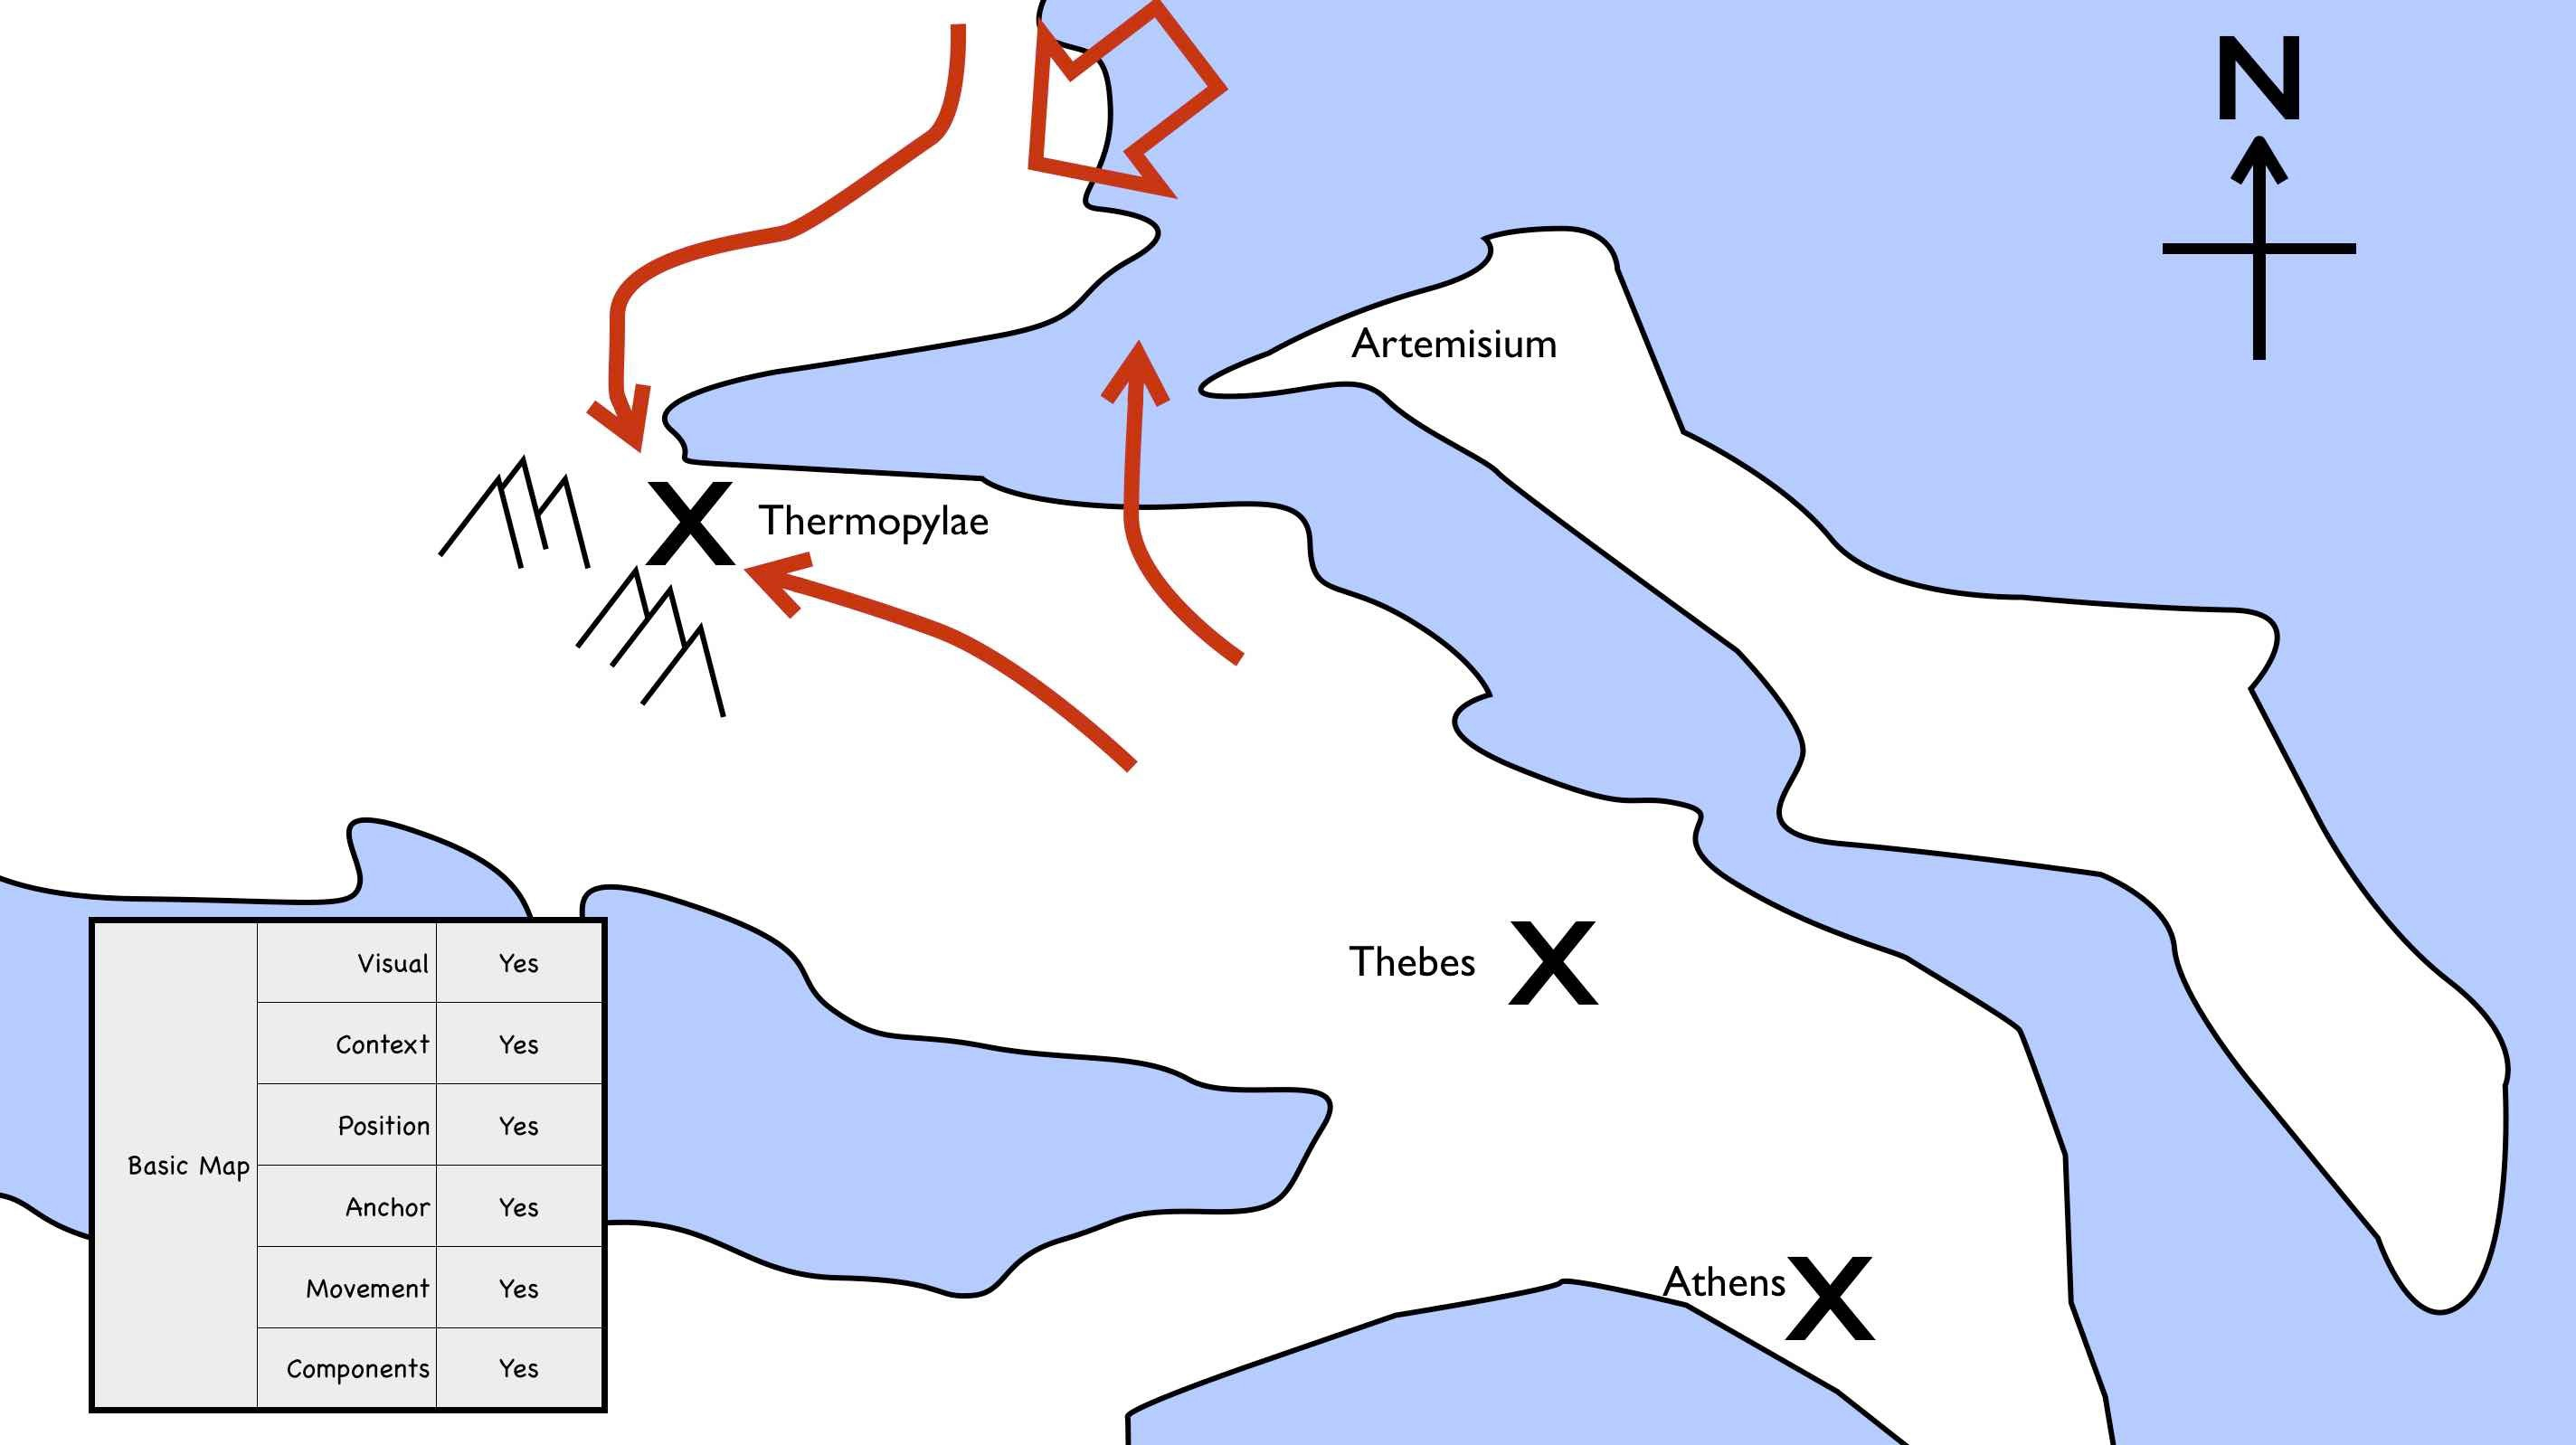 N
Artemisium
Thermopylae
Thebes
Athens
Basic Map
Visual Yes
Context Yes
Position Yes
Anchor Yes
Movement Yes
Components Yes